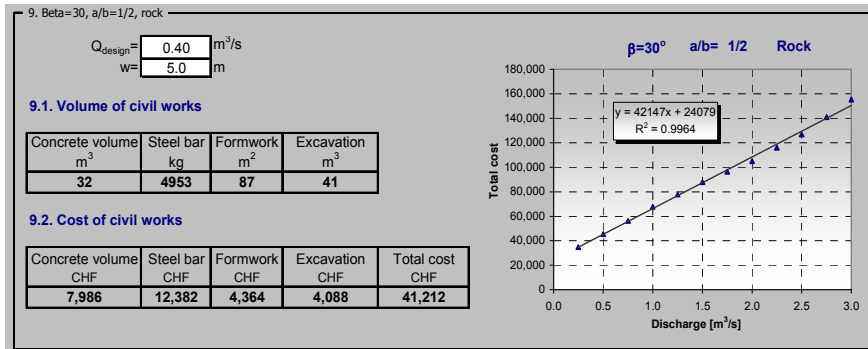 9. Beta=30, a/b=1/2, rock
Q_design= 0.40 m³/s
w= 5.0 m
9.1. Volume of civil works
Concrete volume Steel bar Formwork Excavation
m³ kg m² m³
32 4953 87 41
9.2. Cost of civil works
Concrete volume Steel bar Formwork Excavation Total cost
CHF CHF CHF CHF CHF
7,986 12,382 4,364 4,088 41,212
β=30° a/b= 1/2 Rock
180,000
160,000
140,000
120,000
100,000
80,000
60,000
40,000
20,000
0
Total cost
y = 42147x + 24079
R² = 0.9964
0.0 0.5 1.0 1.5 2.0 2.5 3.0
Discharge [m³/s]